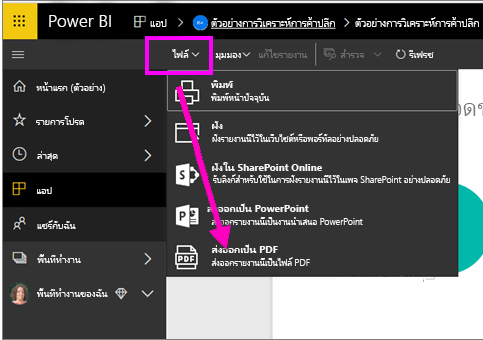 Power BI
แอป
ตัวอย่างการวิเคราะห์การค้าปลีก
ตัวอย่างการวิเคราะห์การค้าปลีก
ไฟล์
มุมมอง
แก้ไขรายงาน
สำรวจ
รีเฟรช
หน้าแรก (ตัวอย่าง)
รายการโปรด
ล่าสุด
แอป
แชร์กับฉัน
พื้นที่ทำงาน
พื้นที่ทำงานของฉัน
พิมพ์
พิมพ์หน้าปัจจุบัน
ฝัง
ฝังรายงานนี้ไว้ในเว็บไซต์หรือพอร์ทัลอย่างปลอดภัย
ฝังใน SharePoint Online
รับลิงก์สำหรับใช้ในการฝังรายงานนี้ไว้ในเพจ SharePoint อย่างปลอดภัย
ส่งออกเป็น PowerPoint
ส่งออกรายงานนี้เป็นงานนำเสนอ PowerPoint
PDF
ส่งออกเป็น PDF
ส่งออกรายงานนี้เป็นไฟล์ PDF